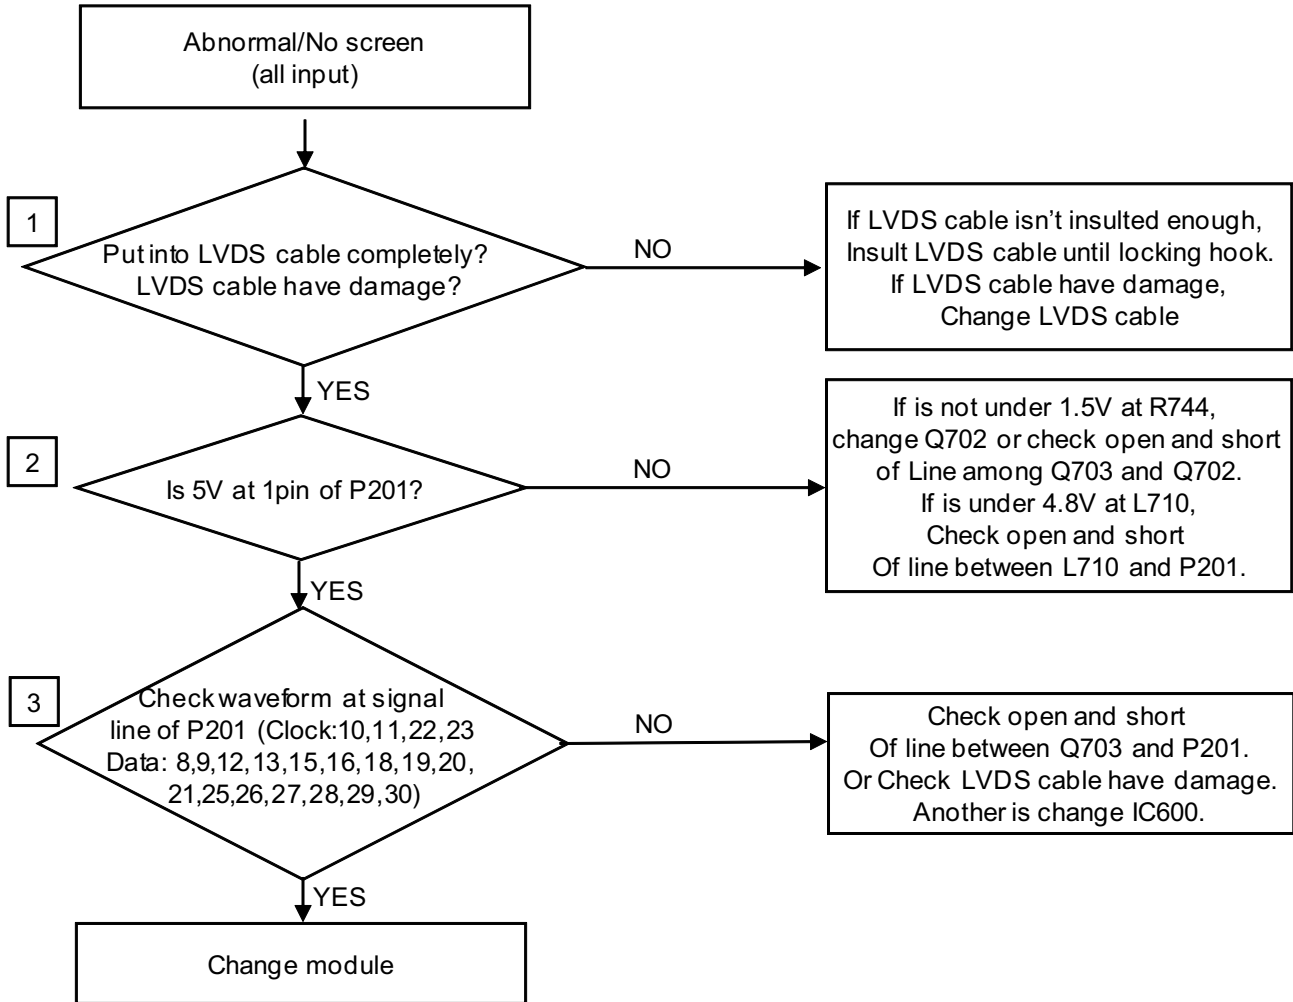 Abnormal/No screen
(all input)
1
Put into LVDS cable completely?
LVDS cable have damage?
NO
If LVDS cable isn't insulted enough,
Insult LVDS cable until locking hook.
If LVDS cable have damage,
Change LVDS cable
YES
2
Is 5V at 1pin of P201?
NO
If is not under 1.5V at R744,
change Q702 or check open and short
of Line among Q703 and Q702.
If is under 4.8V at L710,
Check open and short
Of line between L710 and P201.
YES
3
Check waveform at signal
line of P201 (Clock:10,11,22,23
Data: 8,9,12,13,15,16,18,19,20,
21,25,26,27,28,29,30)
NO
Check open and short
Of line between Q703 and P201.
Or Check LVDS cable have damage.
Another is change IC600.
YES
Change module